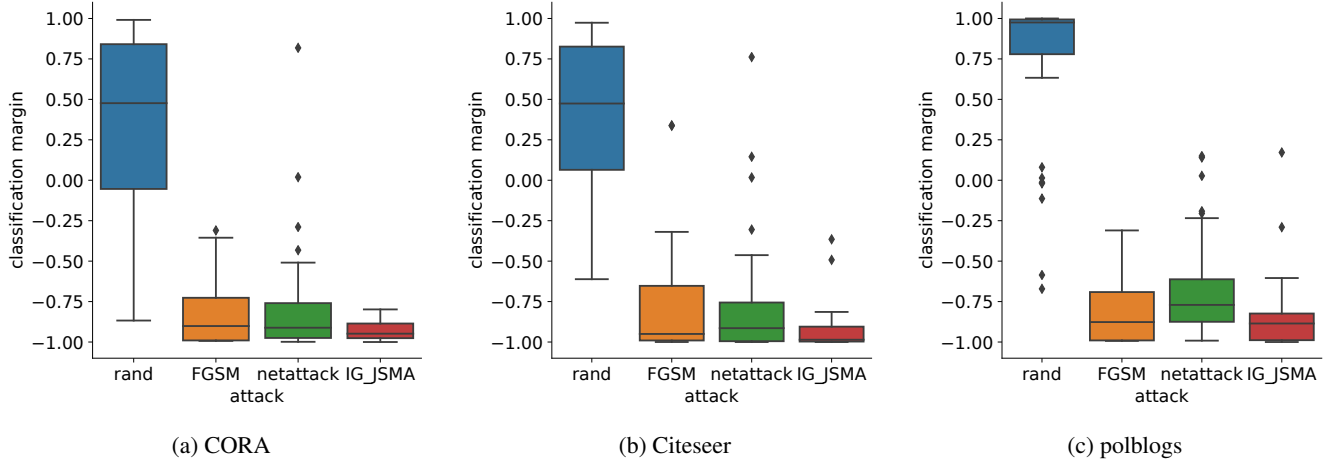 1.00
0.75
0.50
0.25
0.00
−0.25
−0.50
−0.75
−1.00
classification margin
rand FGSM netattack IG_JSMA
attack
(a) CORA
1.00
0.75
0.50
0.25
0.00
−0.25
−0.50
−0.75
−1.00
classification margin
rand FGSM netattack IG_JSMA
attack
(b) Citeseer
1.00
0.75
0.50
0.25
0.00
−0.25
−0.50
−0.75
−1.00
classification margin
rand FGSM netattack IG_JSMA
attack
(c) polblogs